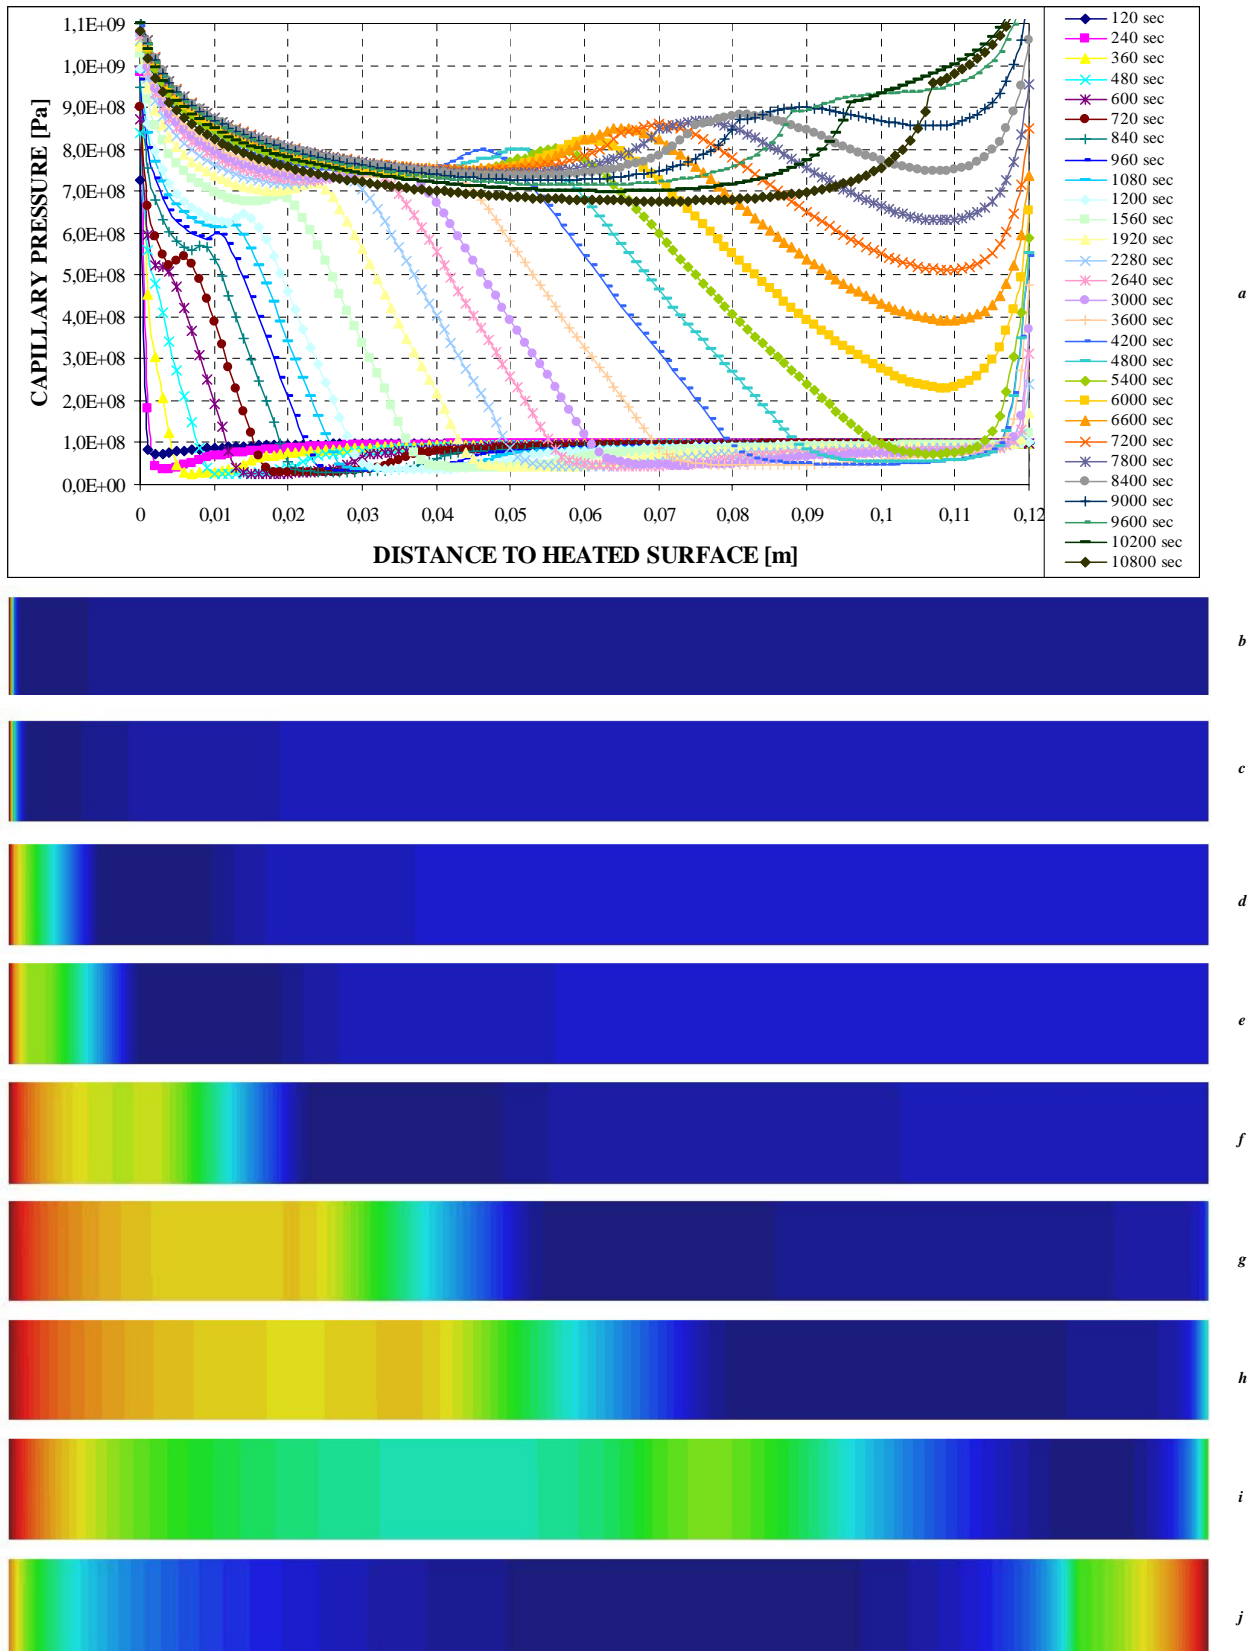 CAPILLARY PRESSURE [Pa]
1,1E+09
1,0E+09
9,0E+08
8,0E+08
7,0E+08
6,0E+08
5,0E+08
4,0E+08
3,0E+08
2,0E+08
1,0E+08
0,0E+00
0 0,01 0,02 0,03 0,04 0,05 0,06 0,07 0,08 0,09 0,1 0,11 0,12
DISTANCE TO HEATED SURFACE [m]
120 sec
240 sec
360 sec
480 sec
600 sec
720 sec
840 sec
960 sec
1080 sec
1200 sec
1560 sec
1920 sec
2280 sec
2640 sec
3000 sec
3600 sec
4200 sec
4800 sec
5400 sec
6000 sec
6600 sec
7200 sec
7800 sec
8400 sec
9000 sec
9600 sec
10200 sec
10800 sec
a
b
c
d
e
f
g
h
i
j